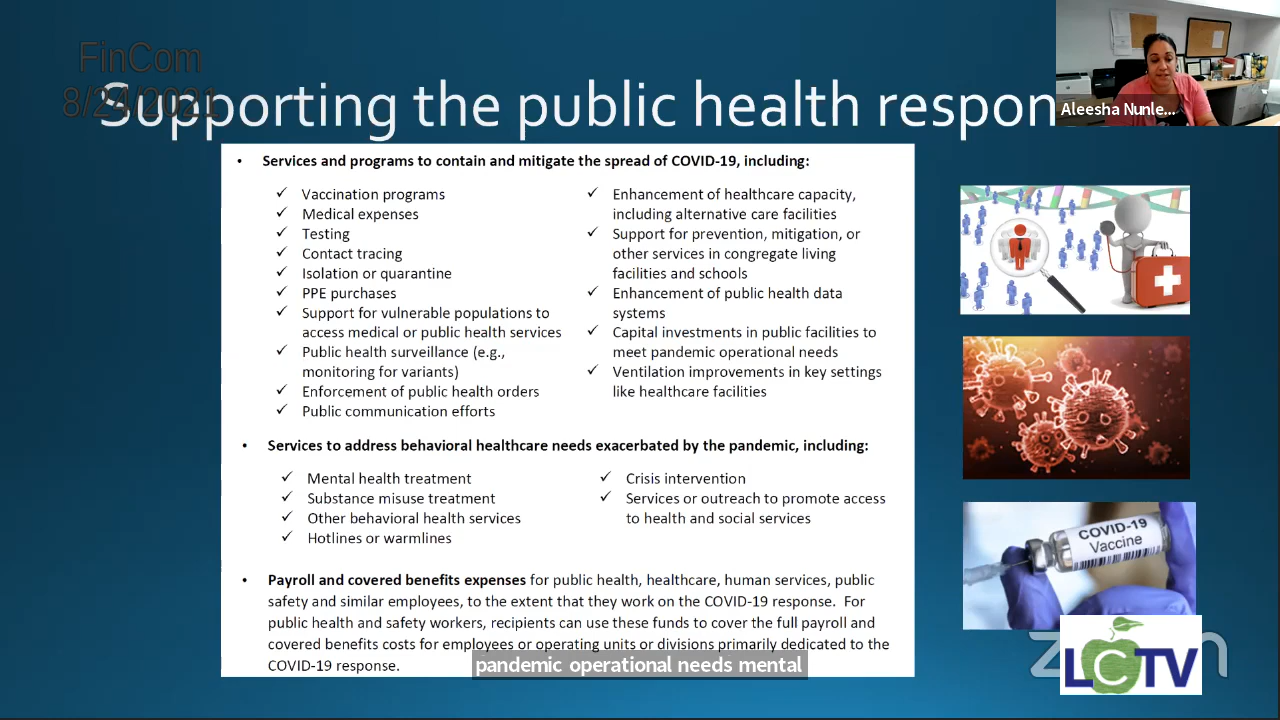 FinCom
8/24/2021
Supporting the public health respon
Aleesha Nunle...
• Services and programs to contain and mitigate the spread of COVID-19, including:
✓ Vaccination programs
✓ Medical expenses
✓ Testing
✓ Contact tracing
✓ Isolation or quarantine
✓ PPE purchases
✓ Support for vulnerable populations to
access medical or public health services
✓ Public health surveillance (e.g.,
monitoring for variants)
✓ Enforcement of public health orders
✓ Public communication efforts
✓ Enhancement of healthcare capacity,
including alternative care facilities
✓ Support for prevention, mitigation, or
other services in congregate living
facilities and schools
✓ Enhancement of public health data
systems
✓ Capital investments in public facilities to
meet pandemic operational needs
✓ Ventilation improvements in key settings
like healthcare facilities
• Services to address behavioral healthcare needs exacerbated by the pandemic, including:
✓ Mental health treatment
✓ Substance misuse treatment
✓ Other behavioral health services
✓ Hotlines or warmlines
✓ Crisis intervention
✓ Services or outreach to promote access
to health and social services
• Payroll and covered benefits expenses for public health, healthcare, human services, public
safety and similar employees, to the extent that they work on the COVID-19 response. For
public health and safety workers, recipients can use these funds to cover the full payroll and
covered benefits costs for employees or operating units or divisions primarily dedicated to the
COVID-19 response.
pandemic operational needs mental
COVID-19
Vaccine
zoom
LCTV